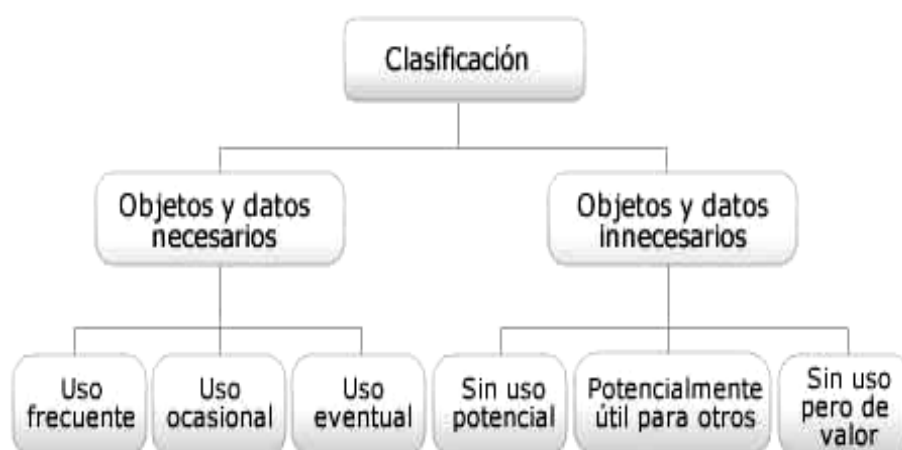 Clasificación
Objetos y datos
necesarios
Objetos y datos
innecesarios
Uso
frecuente
Uso
ocasional
Uso
eventual
Sin uso
potencial
Potencialmente
útil para otros
Sin uso
pero de
valor